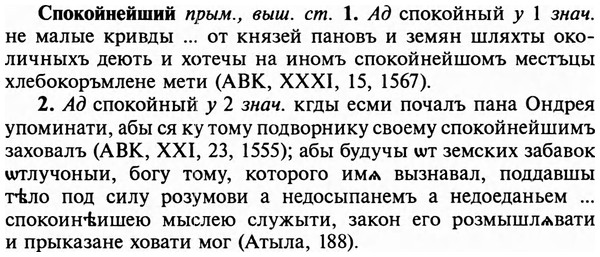 Спокойнейший прым., выш. ст. 1. Ад спокойный у 1 знач.
не малые кривды ... от князей пановъ и земян шляхты око-
личныхъ деють и хотечы на иномъ спокойнейшомъ местъцы
хлебокоръмлене мети (АВК, XXXI, 15, 1567).
2. Ад спокойный у 2 знач. кгды есми почалъ пана Ондрея
упоминати, абы ся ку тому подворнику своему спокойнейшимъ
заховалъ (АВК, XXI, 23, 1555); абы будучы ѡт земских забавок
ѡтлучоныи, богу тому, которого имѧ вызнавал, поддавшы
тѣло под силу розумови а недосыпанемъ а недоеданьем ...
спокоинѣишею мыслею служыти, закон его розмышлѧвати
и прыказане ховати мог (Атыла, 188).